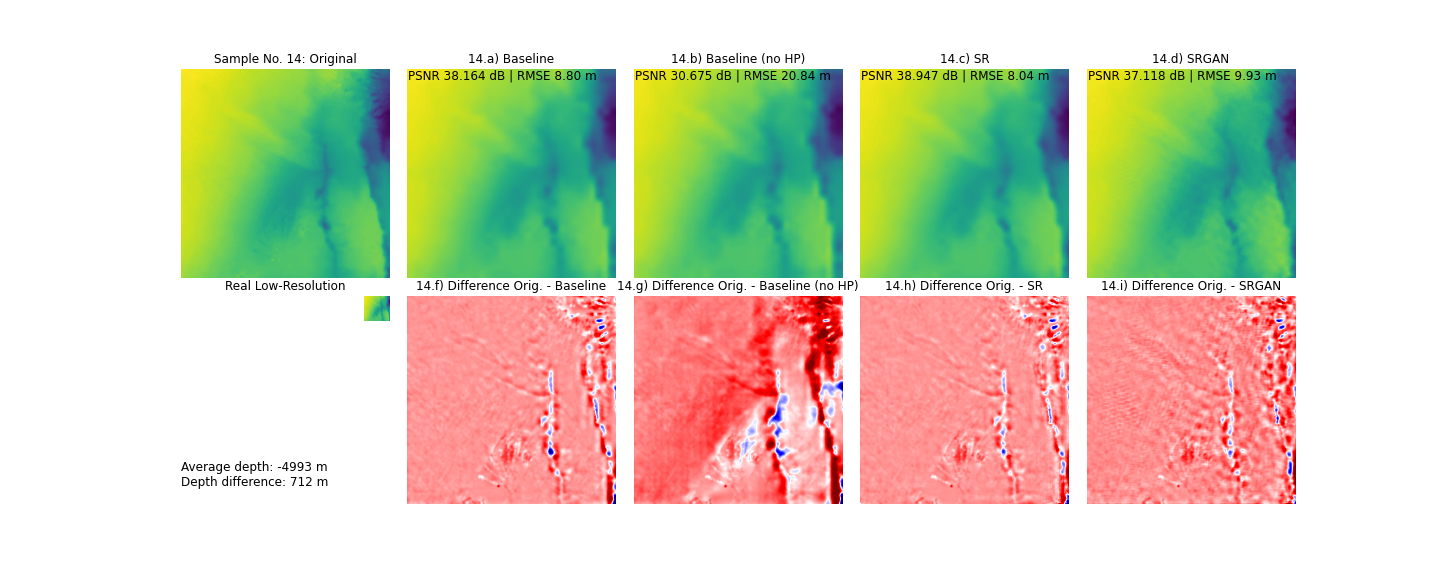 Sample No. 14: Original
14.a) Baseline
14.b) Baseline (no HP)
14.c) SR
14.d) SRGAN
PSNR 38.164 dB | RMSE 8.80 m
PSNR 30.675 dB | RMSE 20.84 m
PSNR 38.947 dB | RMSE 8.04 m
PSNR 37.118 dB | RMSE 9.93 m
Real Low-Resolution
14.f) Difference Orig. - Baseline
14.g) Difference Orig. - Baseline (no HP)
14.h) Difference Orig. - SR
14.i) Difference Orig. - SRGAN
Average depth: -4993 m
Depth difference: 712 m